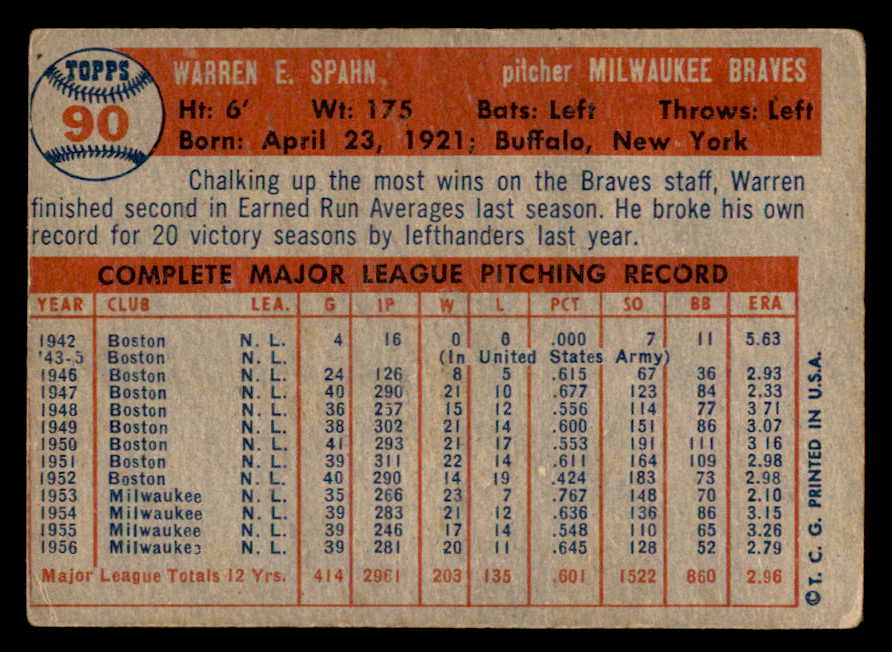 TOPPS
90
WARREN E. SPAHN pitcher MILWAUKEE BRAVES
Ht: 6' Wt: 175 Bats: Left Throws: Left
Born: April 23, 1921; Buffalo, New York
Chalking up the most wins on the Braves staff, Warren
finished second in Earned Run Averages last season. He broke his own
record for 20 victory seasons by lefthanders last year.
COMPLETE MAJOR LEAGUE PITCHING RECORD
YEAR CLUB LEA. G IP W L PCT SO BB ERA
1942 Boston N. L. 4 16 0 0 .000 7 11 5.63
'43-5 Boston (In United States Army)
1946 Boston N. L. 24 126 8 5 .615 67 36 2.93
1947 Boston N. L. 40 290 21 10 .677 123 84 2.33
1948 Boston N. L. 36 257 15 12 .556 114 77 3.71
1949 Boston N. L. 38 302 21 14 .600 151 86 3.07
1950 Boston N. L. 41 293 21 17 .553 191 111 3.16
1951 Boston N. L. 39 311 22 14 .611 164 109 2.98
1952 Boston N. L. 40 290 14 19 .424 183 73 2.98
1953 Milwaukee N. L. 35 266 23 7 .767 148 70 2.10
1954 Milwaukee N. L. 39 283 21 12 .636 136 86 3.15
1955 Milwaukee N. L. 39 246 17 14 .548 110 65 3.26
1956 Milwaukee N. L. 39 281 20 11 .645 128 52 2.79
Major League Totals 12 Yrs. 414 2961 203 135 .601 1522 860 2.96
© T. C. G. PRINTED IN U.S.A.